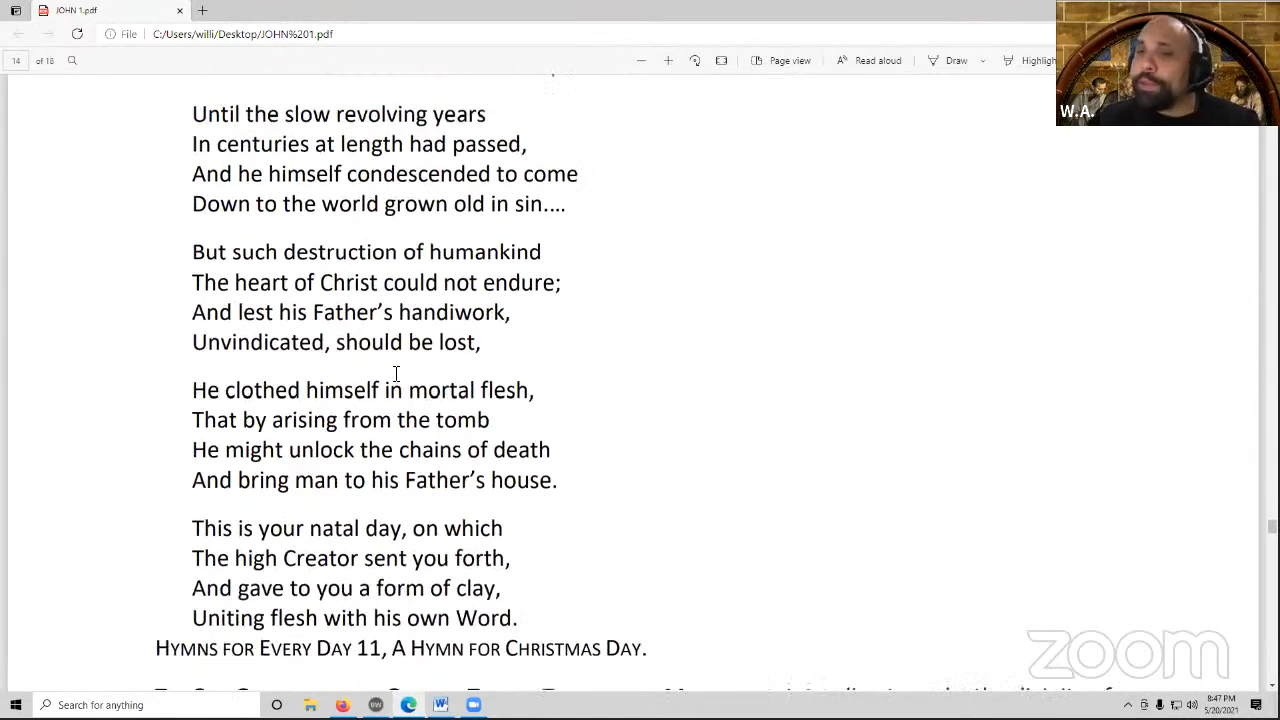 JOHN 1.pdf
File
C:/Users/willi/Desktop/JOHN%201.pdf
14 of 18
Page view
Read aloud
Draw
Highligh
W.A.
Until the slow revolving years
In centuries at length had passed,
And he himself condescended to come
Down to the world grown old in sin....
But such destruction of humankind
The heart of Christ could not endure;
And lest his Father’s handiwork,
Unvindicated, should be lost,
He clothed himself in mortal flesh,
That by arising from the tomb
He might unlock the chains of death
And bring man to his Father’s house.
This is your natal day, on which
The high Creator sent you forth,
And gave to you a form of clay,
Uniting flesh with his own Word.
HYMNS FOR EVERY DAY 11, A HYMN FOR CHRISTMAS DAY.
zoom
Search for anything
BW
8:47 PM
5/20/2021